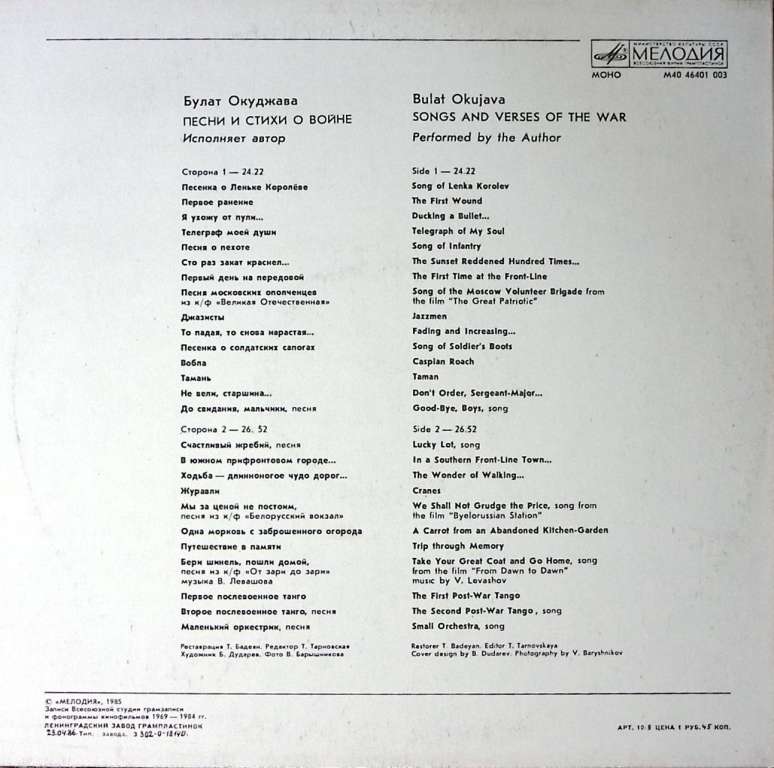 МИНИСТЕРСТВО КУЛЬТУРЫ СССР
МЕЛОДИЯ
ВСЕСОЮЗНАЯ ФИРМА ГРАМПЛАСТИНОК
МОНО М40 46401 003
Булат Окуджава
ПЕСНИ И СТИХИ О ВОЙНЕ
Исполняет автор
Сторона 1 — 24.22
Песенка о Леньке Королёве
Первое ранение
Я ухожу от пули...
Телеграф моей души
Песня о пехоте
Сто раз закат краснел...
Первый день на передовой
Песня московских ополченцев
из к/ф «Великая Отечественная»
Джазисты
То падая, то снова нарастая...
Песенка о солдатских сапогах
Вобла
Тамань
Не вели, старшина...
До свидания, мальчики, песня
Сторона 2 — 26. 52
Счастливый жребий, песня
В южном прифронтовом городе...
Ходьба — длинноногое чудо дорог...
Журавли
Мы за ценой не постоим,
песня из к/ф «Белорусский вокзал»
Одна морковь с заброшенного огорода
Путешествие в памяти
Бери шинель, пошли домой,
песня из к/ф «От зари до зари»
музыка В. Левашова
Первое послевоенное танго
Второе послевоенное танго, песня
Маленький оркестрик, песня
Реставрация Т. Бадеян. Редактор Т. Тарновская
Художник Б. Дударев. Фото В. Барышникова
Bulat Okujava
SONGS AND VERSES OF THE WAR
Performed by the Author
Side 1 — 24.22
Song of Lenka Korolev
The First Wound
Ducking a Bullet...
Telegraph of My Soul
Song of Infantry
The Sunset Reddened Hundred Times...
The First Time at the Front-Line
Song of the Moscow Volunteer Brigade from
the film "The Great Patriotic"
Jazzmen
Fading and Increasing...
Song of Soldier's Boots
Caspian Roach
Taman
Don't Order, Sergeant-Major...
Good-Bye, Boys, song
Side 2 — 26.52
Lucky Lot, song
In a Southern Front-Line Town...
The Wonder of Walking...
Cranes
We Shall Not Grudge the Price, song from
the film "Byelorussian Station"
A Carrot from an Abandoned Kitchen-Garden
Trip through Memory
Take Your Great Coat and Go Home, song
from the film "From Dawn to Dawn"
music by V. Levashov
The First Post-War Tango
The Second Post-War Tango, song
Small Orchestra, song
Restorer T. Badeyan. Editor T. Tarnovskaya
Cover design by B. Dudarev. Photography by V. Baryshnikov
© «МЕЛОДИЯ», 1985
Записи Всесоюзной студии грамзаписи
и фонограммы кинофильмов 1969 — 1984 гг.
ЛЕНИНГРАДСКИЙ ЗАВОД ГРАМПЛАСТИНОК
23.04.86 Тип. завода. З 302-0-
АРТ. 10-8 ЦЕНА 1 РУБ. 45 КОП.